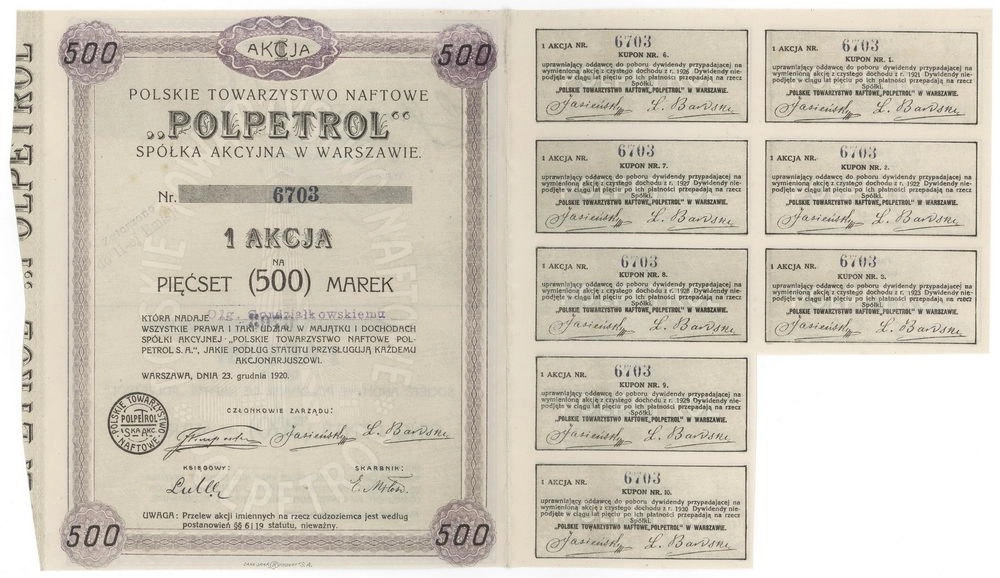 500
AKCJA
500
POLSKIE TOWARZYSTWO NAFTOWE
„POLPETROL“
SPÓŁKA AKCYJNA W WARSZAWIE.
Nr. 6703
1 AKCJA
NA
PIĘĆSET (500) MAREK
KTÓRA NADAJE Olg.
WSZYSTKIE PRAWA I TAKI UDZIAŁ W MAJĄTKU I DOCHODACH
SPÓŁKI AKCYJNEJ „POLSKIE TOWARZYSTWO NAFTOWE POL-
PETROL S. A.“, JAKIE PODŁUG STATUTU PRZYSŁUGUJĄ KAŻDEMU
AKCJONARJUSZOWI.
WARSZAWA, DNIA 23. grudnia 1920.
CZŁONKOWIE ZARZĄDU:
POLSKIE TOWARZYSTWO
POLPETROL
SKA AKC.
NAFTOWE
Jasieński
KSIĘGOWY:
SKARBNIK:
UWAGA: Przelew akcji imiennych na rzecz cudzoziemca jest według
postanowień §§ 6 i 19 statutu, nieważny.
500
500
1 AKCJA NR. 6703
KUPON NR. 6.
uprawniający oddawcę do poboru dywidendy przypadającej na
wymienioną akcję z czystego dochodu z r. 1926 Dywidendy nie-
podjęte w ciągu lat pięciu po ich płatności przepadają na rzecz
Spółki.
„POLSKIE TOWARZYSTWO NAFTOWE „POLPETROL“ W WARSZAWIE.
Jasieński
1 AKCJA NR. 6703
KUPON NR. 1.
uprawniający oddawcę do poboru dywidendy przypadającej na
wymienioną akcję z czystego dochodu z r. 1921 Dywidendy nie-
podjęte w ciągu lat pięciu po ich płatności przepadają na rzecz
Spółki.
„POLSKIE TOWARZYSTWO NAFTOWE „POLPETROL“ W WARSZAWIE.
Jasieński
1 AKCJA NR. 6703
KUPON NR. 7.
uprawniający oddawcę do poboru dywidendy przypadającej na
wymienioną akcję z czystego dochodu z r. 1927 Dywidendy nie-
podjęte w ciągu lat pięciu po ich płatności przepadają na rzecz
Spółki.
„POLSKIE TOWARZYSTWO NAFTOWE „POLPETROL“ W WARSZAWIE.
Jasieński
1 AKCJA NR. 6703
KUPON NR. 2.
uprawniający oddawcę do poboru dywidendy przypadającej na
wymienioną akcję z czystego dochodu z r. 1922 Dywidendy nie-
podjęte w ciągu lat pięciu po ich płatności przepadają na rzecz
Spółki.
„POLSKIE TOWARZYSTWO NAFTOWE „POLPETROL“ W WARSZAWIE.
Jasieński
1 AKCJA NR. 6703
KUPON NR. 8.
uprawniający oddawcę do poboru dywidendy przypadającej na
wymienioną akcję z czystego dochodu z r. 1928 Dywidendy nie-
podjęte w ciągu lat pięciu po ich płatności przepadają na rzecz
Spółki.
„POLSKIE TOWARZYSTWO NAFTOWE „POLPETROL“ W WARSZAWIE.
Jasieński
1 AKCJA NR. 6703
KUPON NR. 3.
uprawniający oddawcę do poboru dywidendy przypadającej na
wymienioną akcję z czystego dochodu z r. 1923 Dywidendy nie-
podjęte w ciągu lat pięciu po ich płatności przepadają na rzecz
Spółki.
„POLSKIE TOWARZYSTWO NAFTOWE „POLPETROL“ W WARSZAWIE.
Jasieński
1 AKCJA NR. 6703
KUPON NR. 9.
uprawniający oddawcę do poboru dywidendy przypadającej na
wymienioną akcję z czystego dochodu z r. 1929 Dywidendy nie-
podjęte w ciągu lat pięciu po ich płatności przepadają na rzecz
Spółki.
„POLSKIE TOWARZYSTWO NAFTOWE „POLPETROL“ W WARSZAWIE.
Jasieński
1 AKCJA NR. 6703
KUPON NR. 10.
uprawniający oddawcę do poboru dywidendy przypadającej na
wymienioną akcję z czystego dochodu z r. 1930 Dywidendy nie-
podjęte w ciągu lat pięciu po ich płatności przepadają na rzecz
Spółki.
„POLSKIE TOWARZYSTWO NAFTOWE „POLPETROL“ W WARSZAWIE.
Jasieński